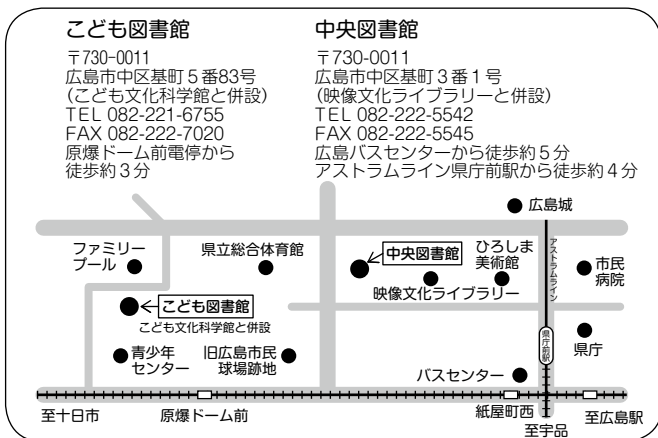 こども図書館
〒730-0011
広島市中区基町5番83号
(こども文化科学館と併設)
TEL 082-221-6755
FAX 082-222-7020
原爆ドーム前電停から
徒歩約3分
中央図書館
〒730-0011
広島市中区基町3番1号
(映像文化ライブラリーと併設)
TEL 082-222-5542
FAX 082-222-5545
広島バスセンターから徒歩約5分
アストラムライン県庁前駅から徒歩約4分
広島城
ファミリー
プール
県立総合体育館
中央図書館
ひろしま
美術館
アストラムライン
市民
病院
映像文化ライブラリー
こども図書館
こども文化科学館と併設
青少年
センター
旧広島市民
球場跡地
県庁前駅
県庁
バスセンター
至十日市
原爆ドーム前
紙屋町西
至宇品
至広島駅